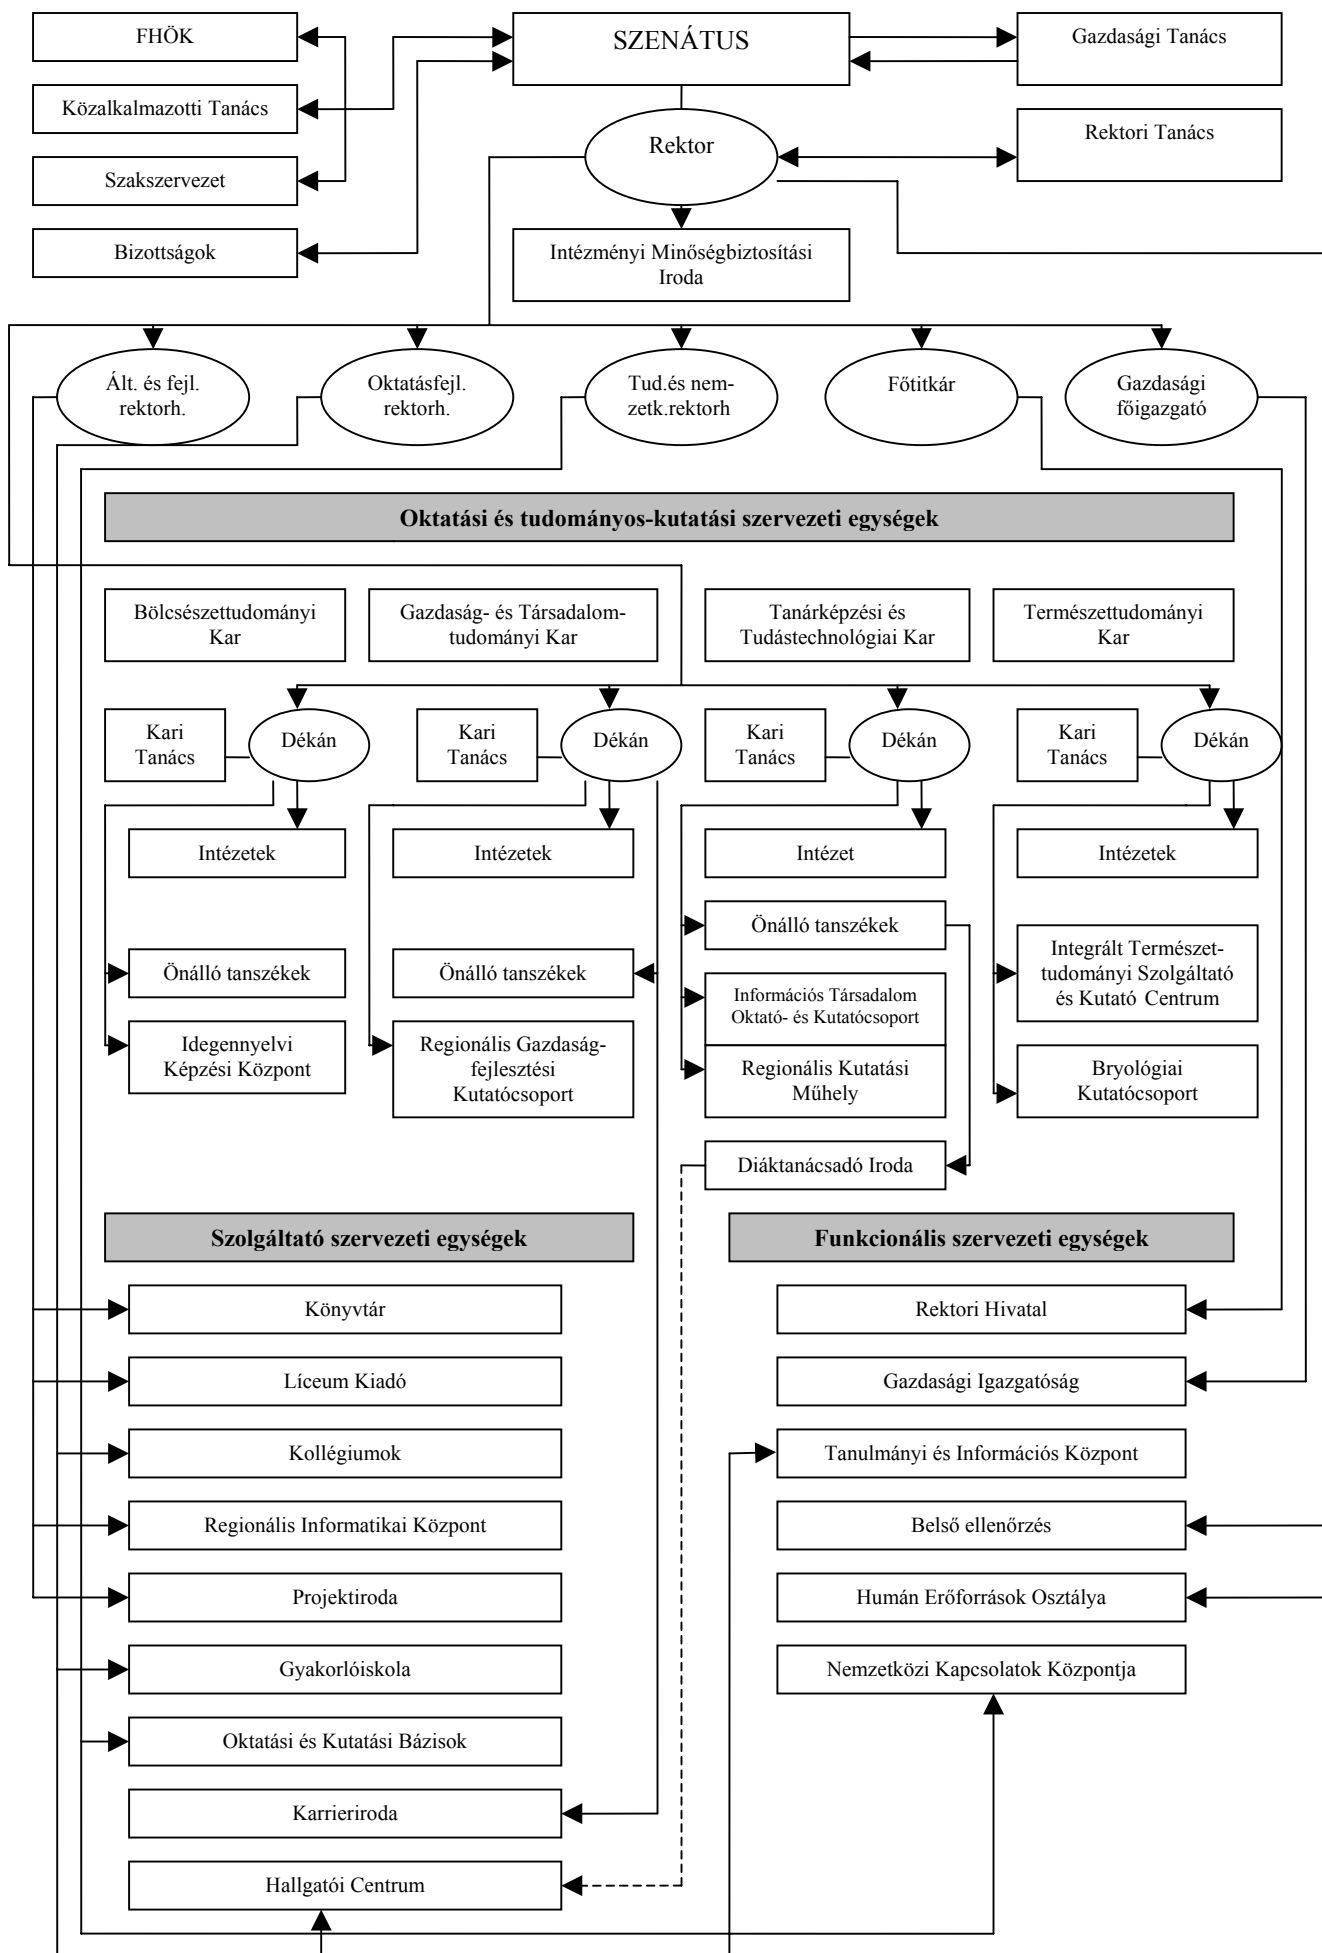 FHÖK
SZENÁTUS
Gazdasági Tanács
Közalkalmazotti Tanács
Rektor
Rektori Tanács
Szakszervezet
Bizottságok
Intézményi Minőségbiztosítási
Iroda
Ált. és fejl.
rektorh.
Oktatásfejl.
rektorh.
Tud.és nem-
zetk.rektorh
Főtitkár
Gazdasági
főigazgató
Oktatási és tudományos-kutatási szervezeti egységek
Bölcsészettudományi
Kar
Gazdaság- és Társadalom-
tudományi Kar
Tanárképzési és
Tudástechnológiai Kar
Természettudományi
Kar
Kari
Tanács
Dékán
Kari
Tanács
Dékán
Kari
Tanács
Dékán
Kari
Tanács
Dékán
Intézetek
Intézetek
Intézet
Intézetek
Önálló tanszékek
Önálló tanszékek
Önálló tanszékek
Integrált Természet-
tudományi Szolgáltató
és Kutató Centrum
Információs Társadalom
Oktató- és Kutatócsoport
Idegennyelvi
Képzési Központ
Regionális Gazdaság-
fejlesztési
Kutatócsoport
Regionális Kutatási
Műhely
Bryológiai
Kutatócsoport
Diáktanácsadó Iroda
Szolgáltató szervezeti egységek
Funkcionális szervezeti egységek
Könyvtár
Rektori Hivatal
Líceum Kiadó
Gazdasági Igazgatóság
Kollégiumok
Tanulmányi és Információs Központ
Regionális Informatikai Központ
Belső ellenőrzés
Projektiroda
Humán Erőforrások Osztálya
Gyakorlóiskola
Nemzetközi Kapcsolatok Központja
Oktatási és Kutatási Bázisok
Karrieriroda
Hallgatói Centrum